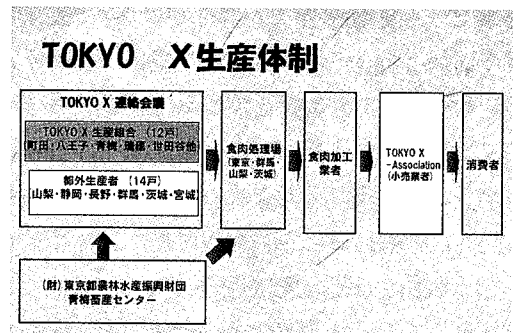 TOKYO X生産体制
TOKYO X 連絡会議
TOKYO X 生産組合 (12戸)
(町田・八王子・青梅・瑞穂・世田谷他)
都外生産者 (14戸)
山梨・静岡・長野・群馬・茨城・宮城
食肉処理場
(東京・群馬・
山梨・茨城)
食肉加工
業者
TOKYO X
-Association
(小売業者)
消費者
(財)東京都農林水産振興財団
青梅畜産センター